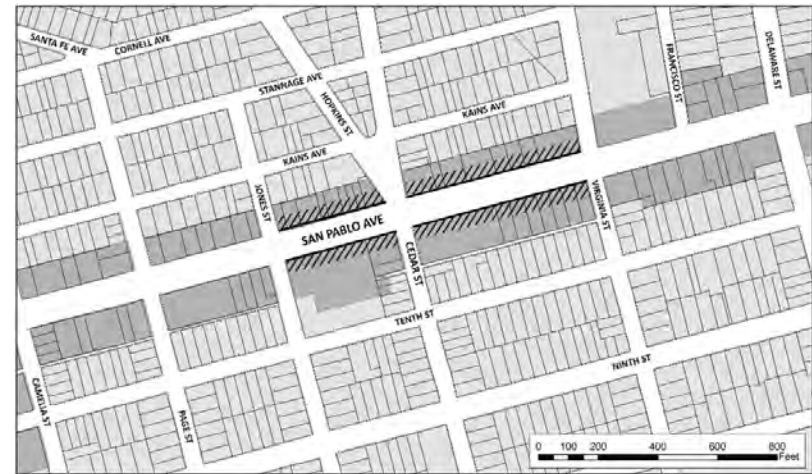 SANTA FE AVE
CORNELL AVE
STANNAGE AVE
HOPKINS ST
FRANCISCO ST
DELAWARE ST
KAINS AVE
KAINS AVE
JONES ST
SAN PABLO AVE
VIRGINIA ST
CEDAR ST
TENTH ST
NINTH ST
CAMELIA ST
PAGE ST
0 100 200 400 600 800
Feet